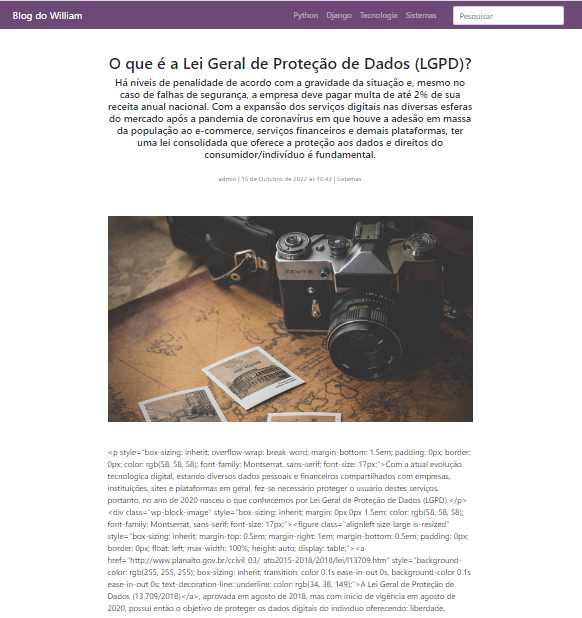 Blog do William
Python Django Tecnologia Sistemas
Pesquisar
O que é a Lei Geral de Proteção de Dados (LGPD)?
Há níveis de penalidade de acordo com a gravidade da situação e, mesmo no
caso de falhas de segurança, a empresa deve pagar multa de até 2% de sua
receita anual nacional. Com a expansão dos serviços digitais nas diversas esferas
do mercado após a pandemia de coronavírus em que houve a adesão em massa
da população ao e-commerce, serviços financeiros e demais plataformas, ter
uma lei consolidada que oferece a proteção aos dados e direitos do
consumidor/indivíduo é fundamental.
admin | 15 de Outubro de 2022 às 10:43 | Sistemas
ZENIT-E
<p style="box-sizing: inherit; overflow-wrap: break-word; margin-bottom: 1.5em; padding: 0px; border:
0px; color: rgb(58, 58, 58); font-family: Montserrat, sans-serif; font-size: 17px;">Com a atual evolução
tecnológica digital, estando diversos dados pessoais e financeiros compartilhados com empresas,
instituições, sites e plataformas em geral, fez-se necessário proteger o usuário destes serviços,
portanto, no ano de 2020 nasceu o que conhecemos por Lei Geral de Proteção de Dados (LGPD).</p>
<div class="wp-block-image" style="box-sizing: inherit; margin: 0px 0px 1.5em; color: rgb(58, 58, 58);
font-family: Montserrat, sans-serif; font-size: 17px;"><figure class="alignleft size-large is-resized"
style="box-sizing: inherit; margin-top: 0.5em; margin-right: 1em; margin-bottom: 0.5em; padding: 0px;
border: 0px; float: left; max-width: 100%; height: auto; display: table;"><a
href="http://www.planalto.gov.br/ccivil_03/_ato2015-2018/2018/lei/l13709.htm" style="background-
color: rgb(255, 255, 255); box-sizing: inherit; transition: color 0.1s ease-in-out 0s, background-color 0.1s
ease-in-out 0s; text-decoration-line: underline; color: rgb(34, 38, 149);">A Lei Geral de Proteção de
Dados (13.709/2018)</a>, aprovada em agosto de 2018, mas com início de vigência em agosto de
2020, possui então o objetivo de proteger os dados digitais do indivíduo oferecendo: liberdade,